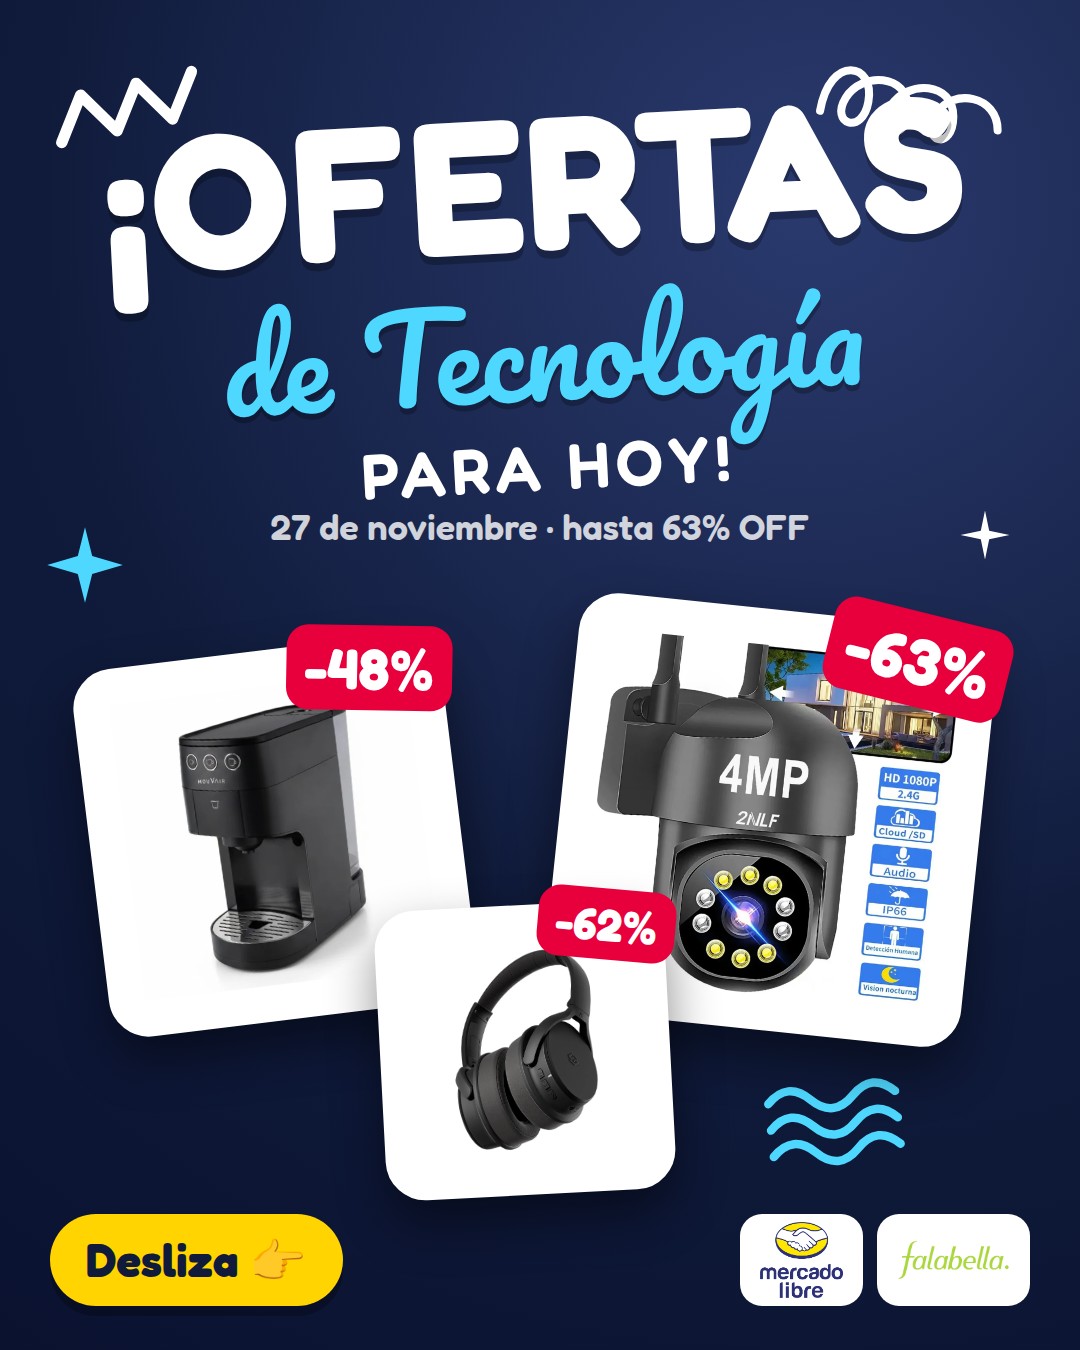 ¡OFERTAS
de Tecnología
PARA HOY!
27 de noviembre · hasta 63% OFF
-48%
-63%
4MP
2NLF
HD 1080P
2.4G
Cloud /SD
Audio
IP66
Detección Humana
Vision nocturna
-62%
Desliza
mercado
libre
falabella.